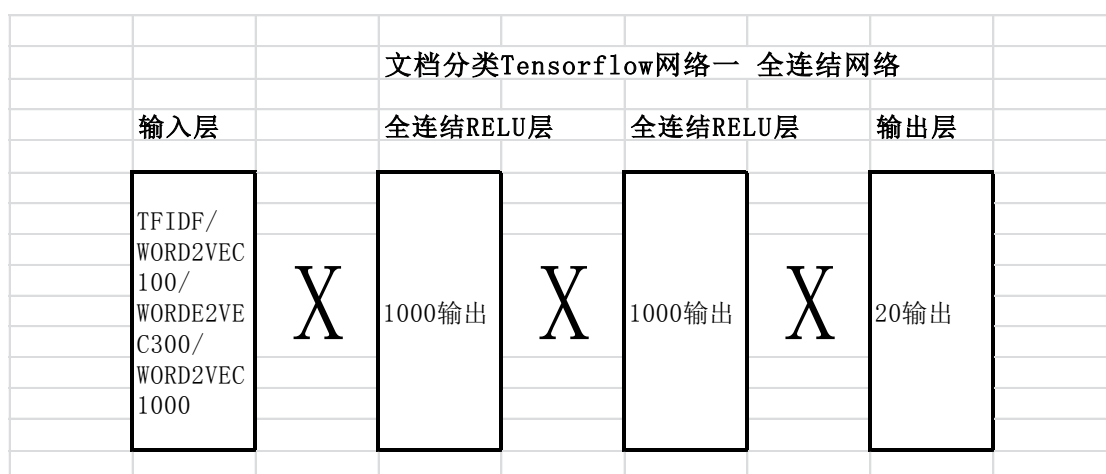 文档分类Tensorflow网络一 全连结网络
输入层
全连结RELU层
全连结RELU层
输出层
TFIDF/
WORD2VEC
100/
WORDE2VE
C300/
WORD2VEC
1000
X
1000输出
X
1000输出
X
20输出